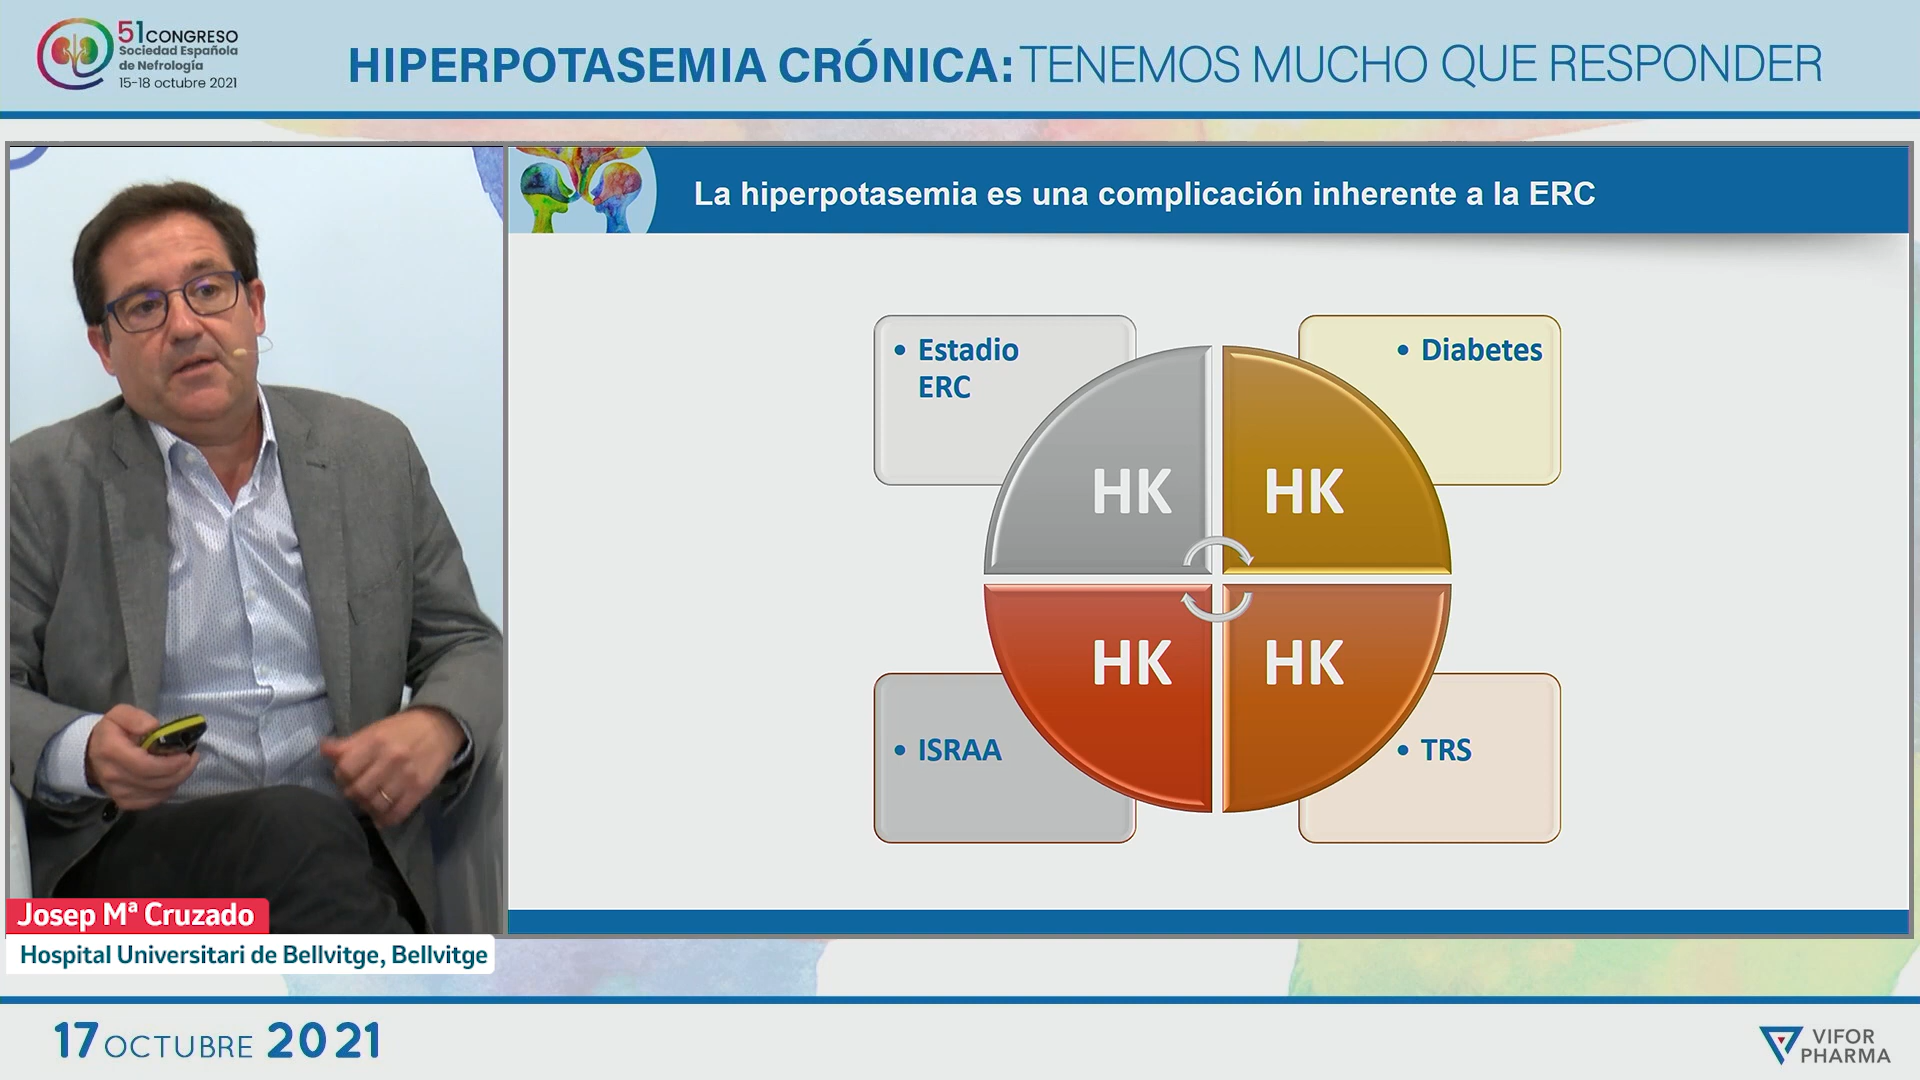 51 CONGRESO
Sociedad Española
de Nefrología
15-18 octubre 2021
HIPERPOTASEMIA CRÓNICA: TENEMOS MUCHO QUE RESPONDER
La hiperpotasemia es una complicación inherente a la ERC
• Estadio
ERC
• Diabetes
HK
HK
HK
HK
• ISRAA
• TRS
Josep Mª Cruzado
Hospital Universitari de Bellvitge, Bellvitge
17 OCTUBRE 2021
VIFOR
PHARMA